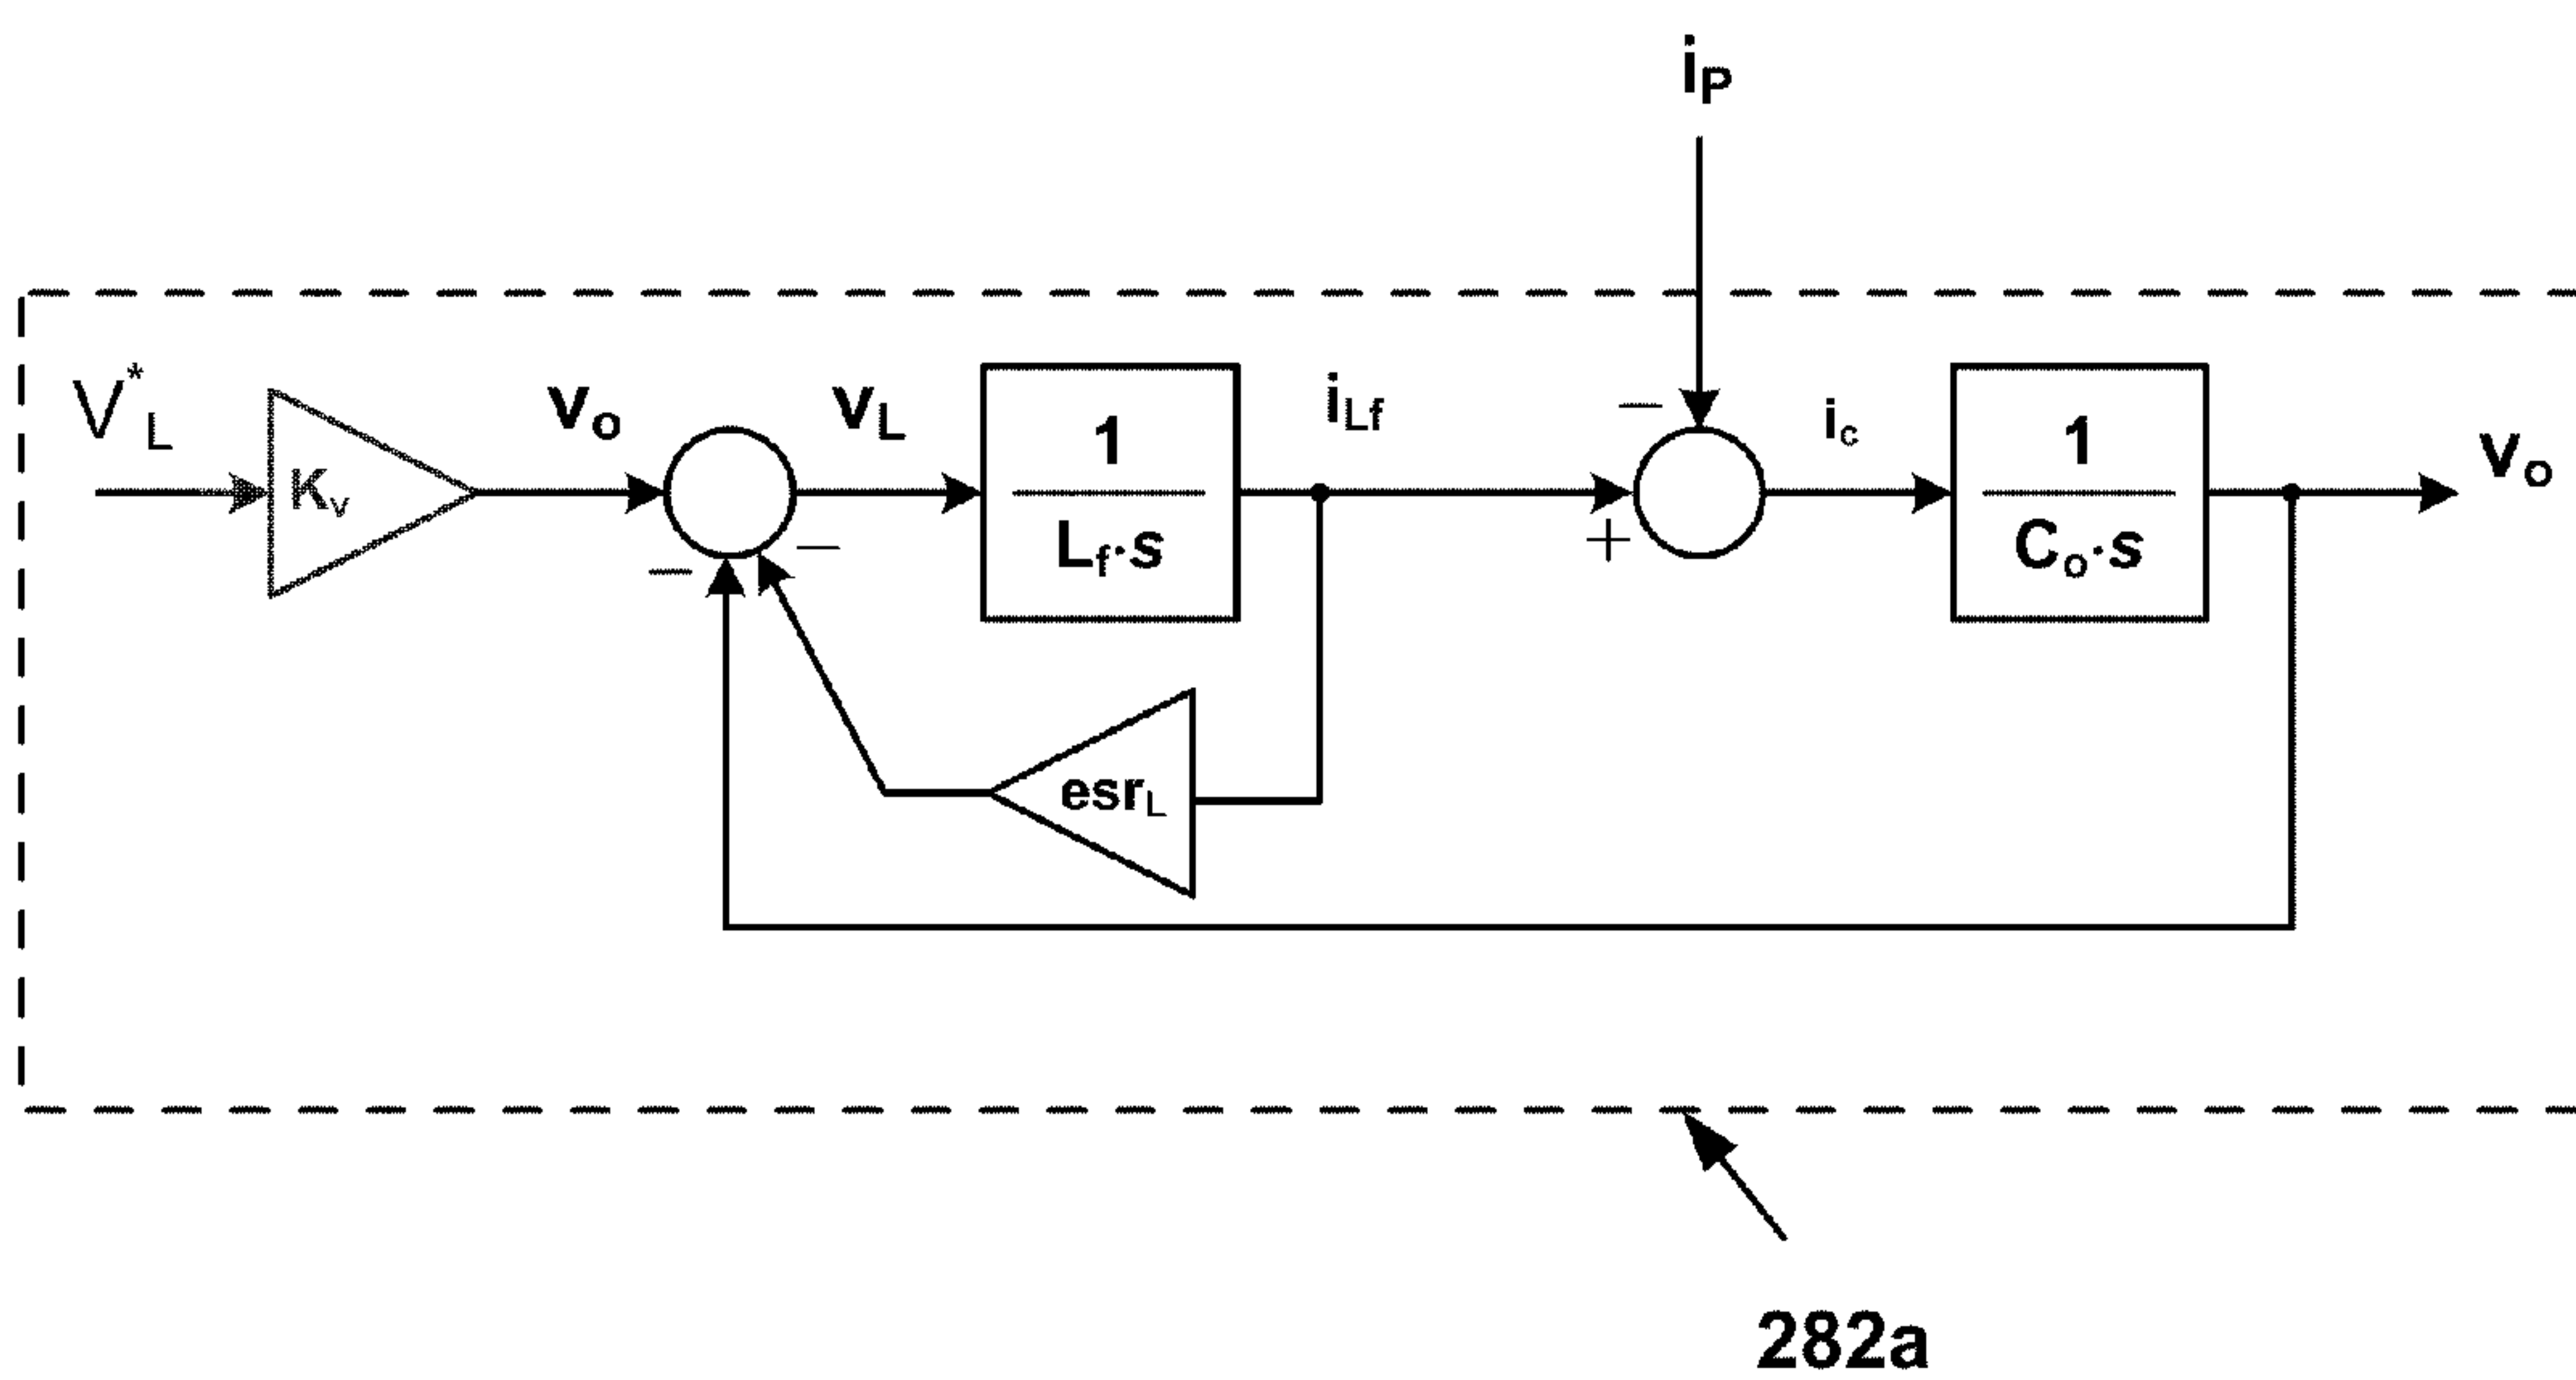 iP
V*L
Kv
vo
−
−
vL
1
Lf·s
iLf
−
+
ic
1
Co·s
vo
esrL
282a